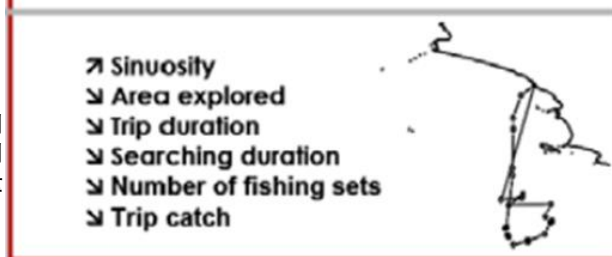 ↗ Sinuosity
↘ Area explored
↘ Trip duration
↘ Searching duration
↘ Number of fishing sets
↘ Trip catch